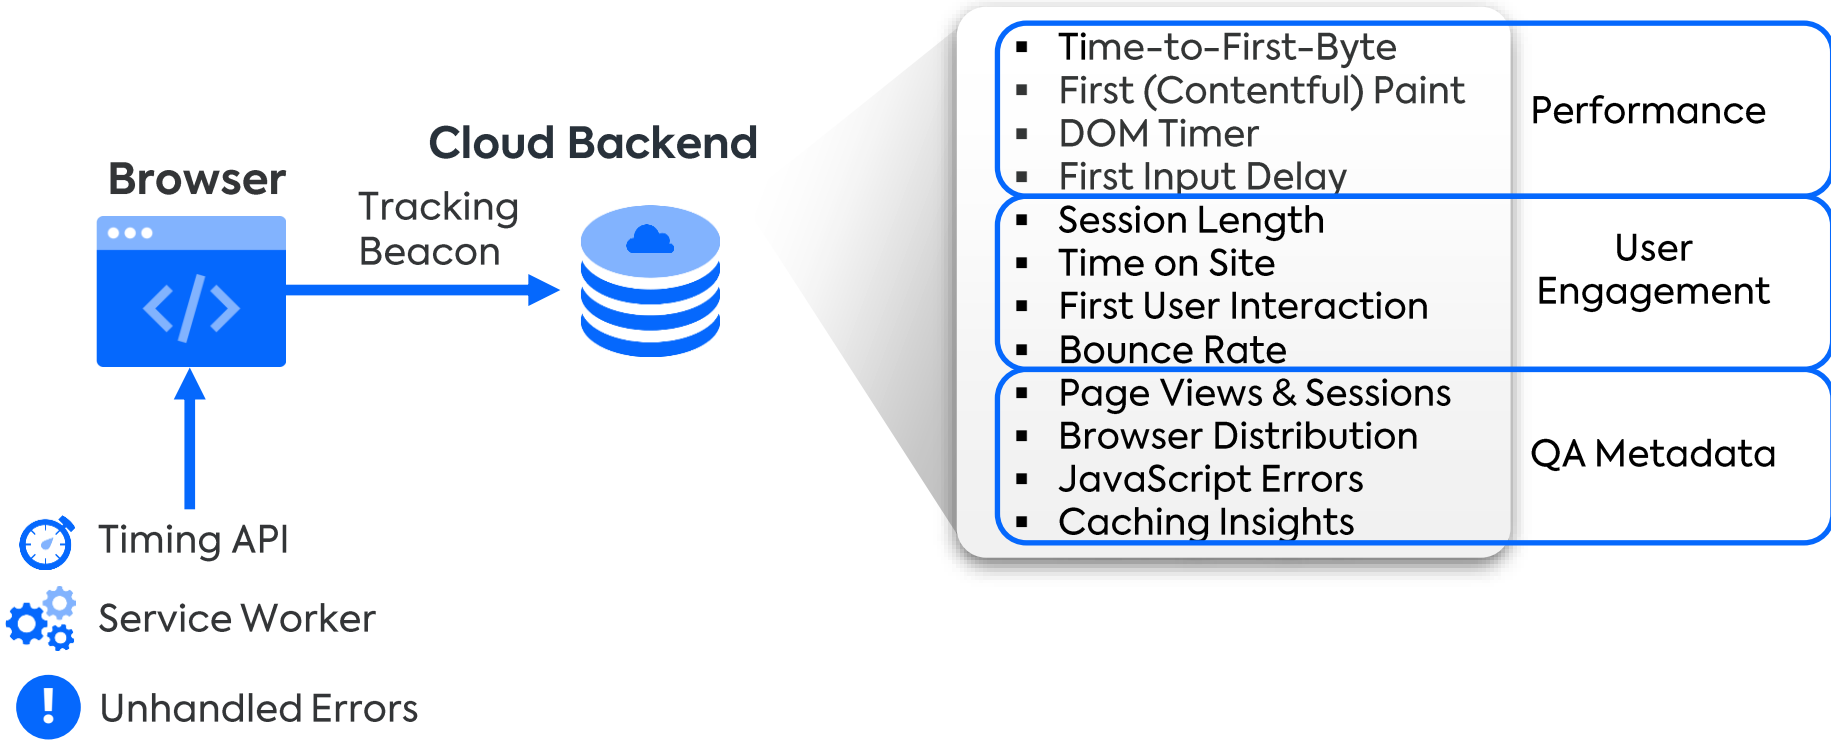 Browser
Tracking
Beacon
Cloud Backend
Timing API
Service Worker
Unhandled Errors
Time-to-First-Byte
First (Contentful) Paint
DOM Timer
First Input Delay
Performance
Session Length
Time on Site
First User Interaction
Bounce Rate
User
Engagement
Page Views & Sessions
Browser Distribution
JavaScript Errors
Caching Insights
QA Metadata